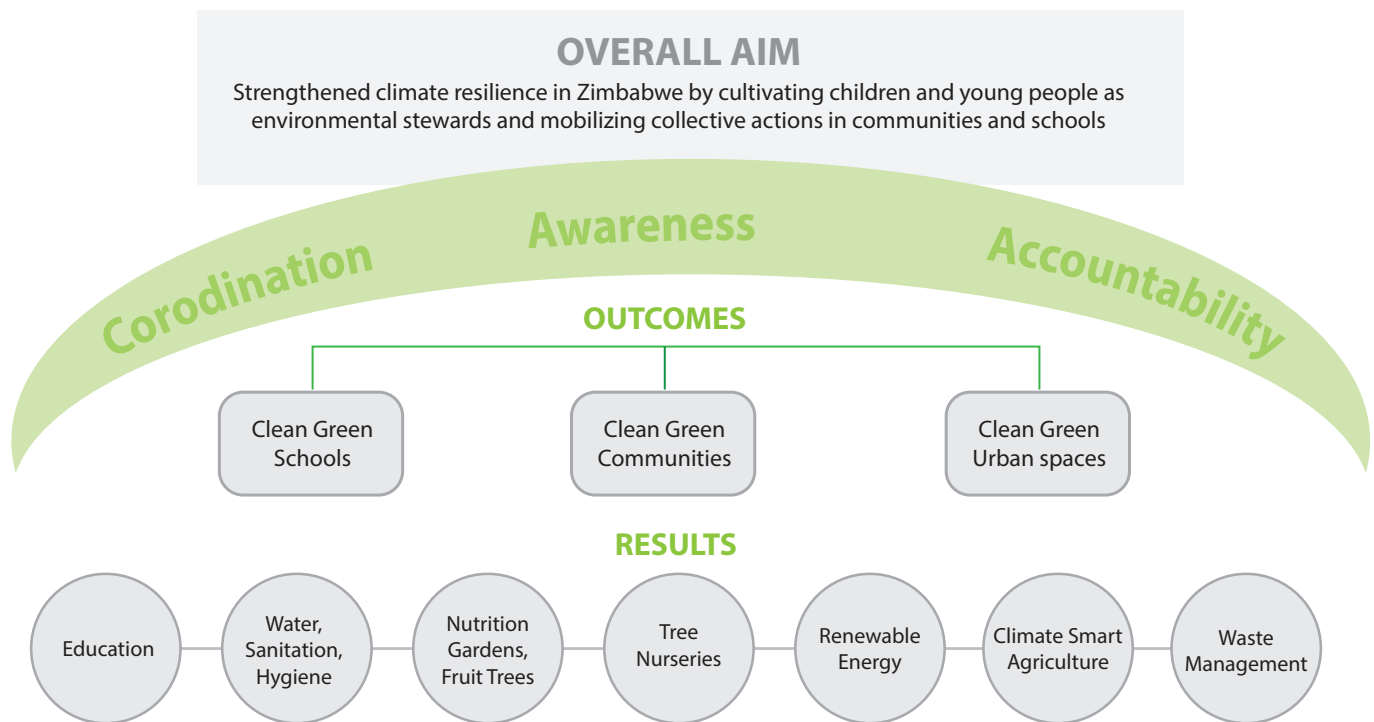 OVERALL AIM
Strengthened climate resilience in Zimbabwe by cultivating children and young people as
environmental stewards and mobilizing collective actions in communities and schools
Corodination
Awareness
Accountability
OUTCOMES
Clean Green
Schools
Clean Green
Communities
Clean Green
Urban spaces
RESULTS
Education
Water,
Sanitation,
Hygiene
Nutrition
Gardens,
Fruit Trees
Tree
Nurseries
Renewable
Energy
Climate Smart
Agriculture
Waste
Management